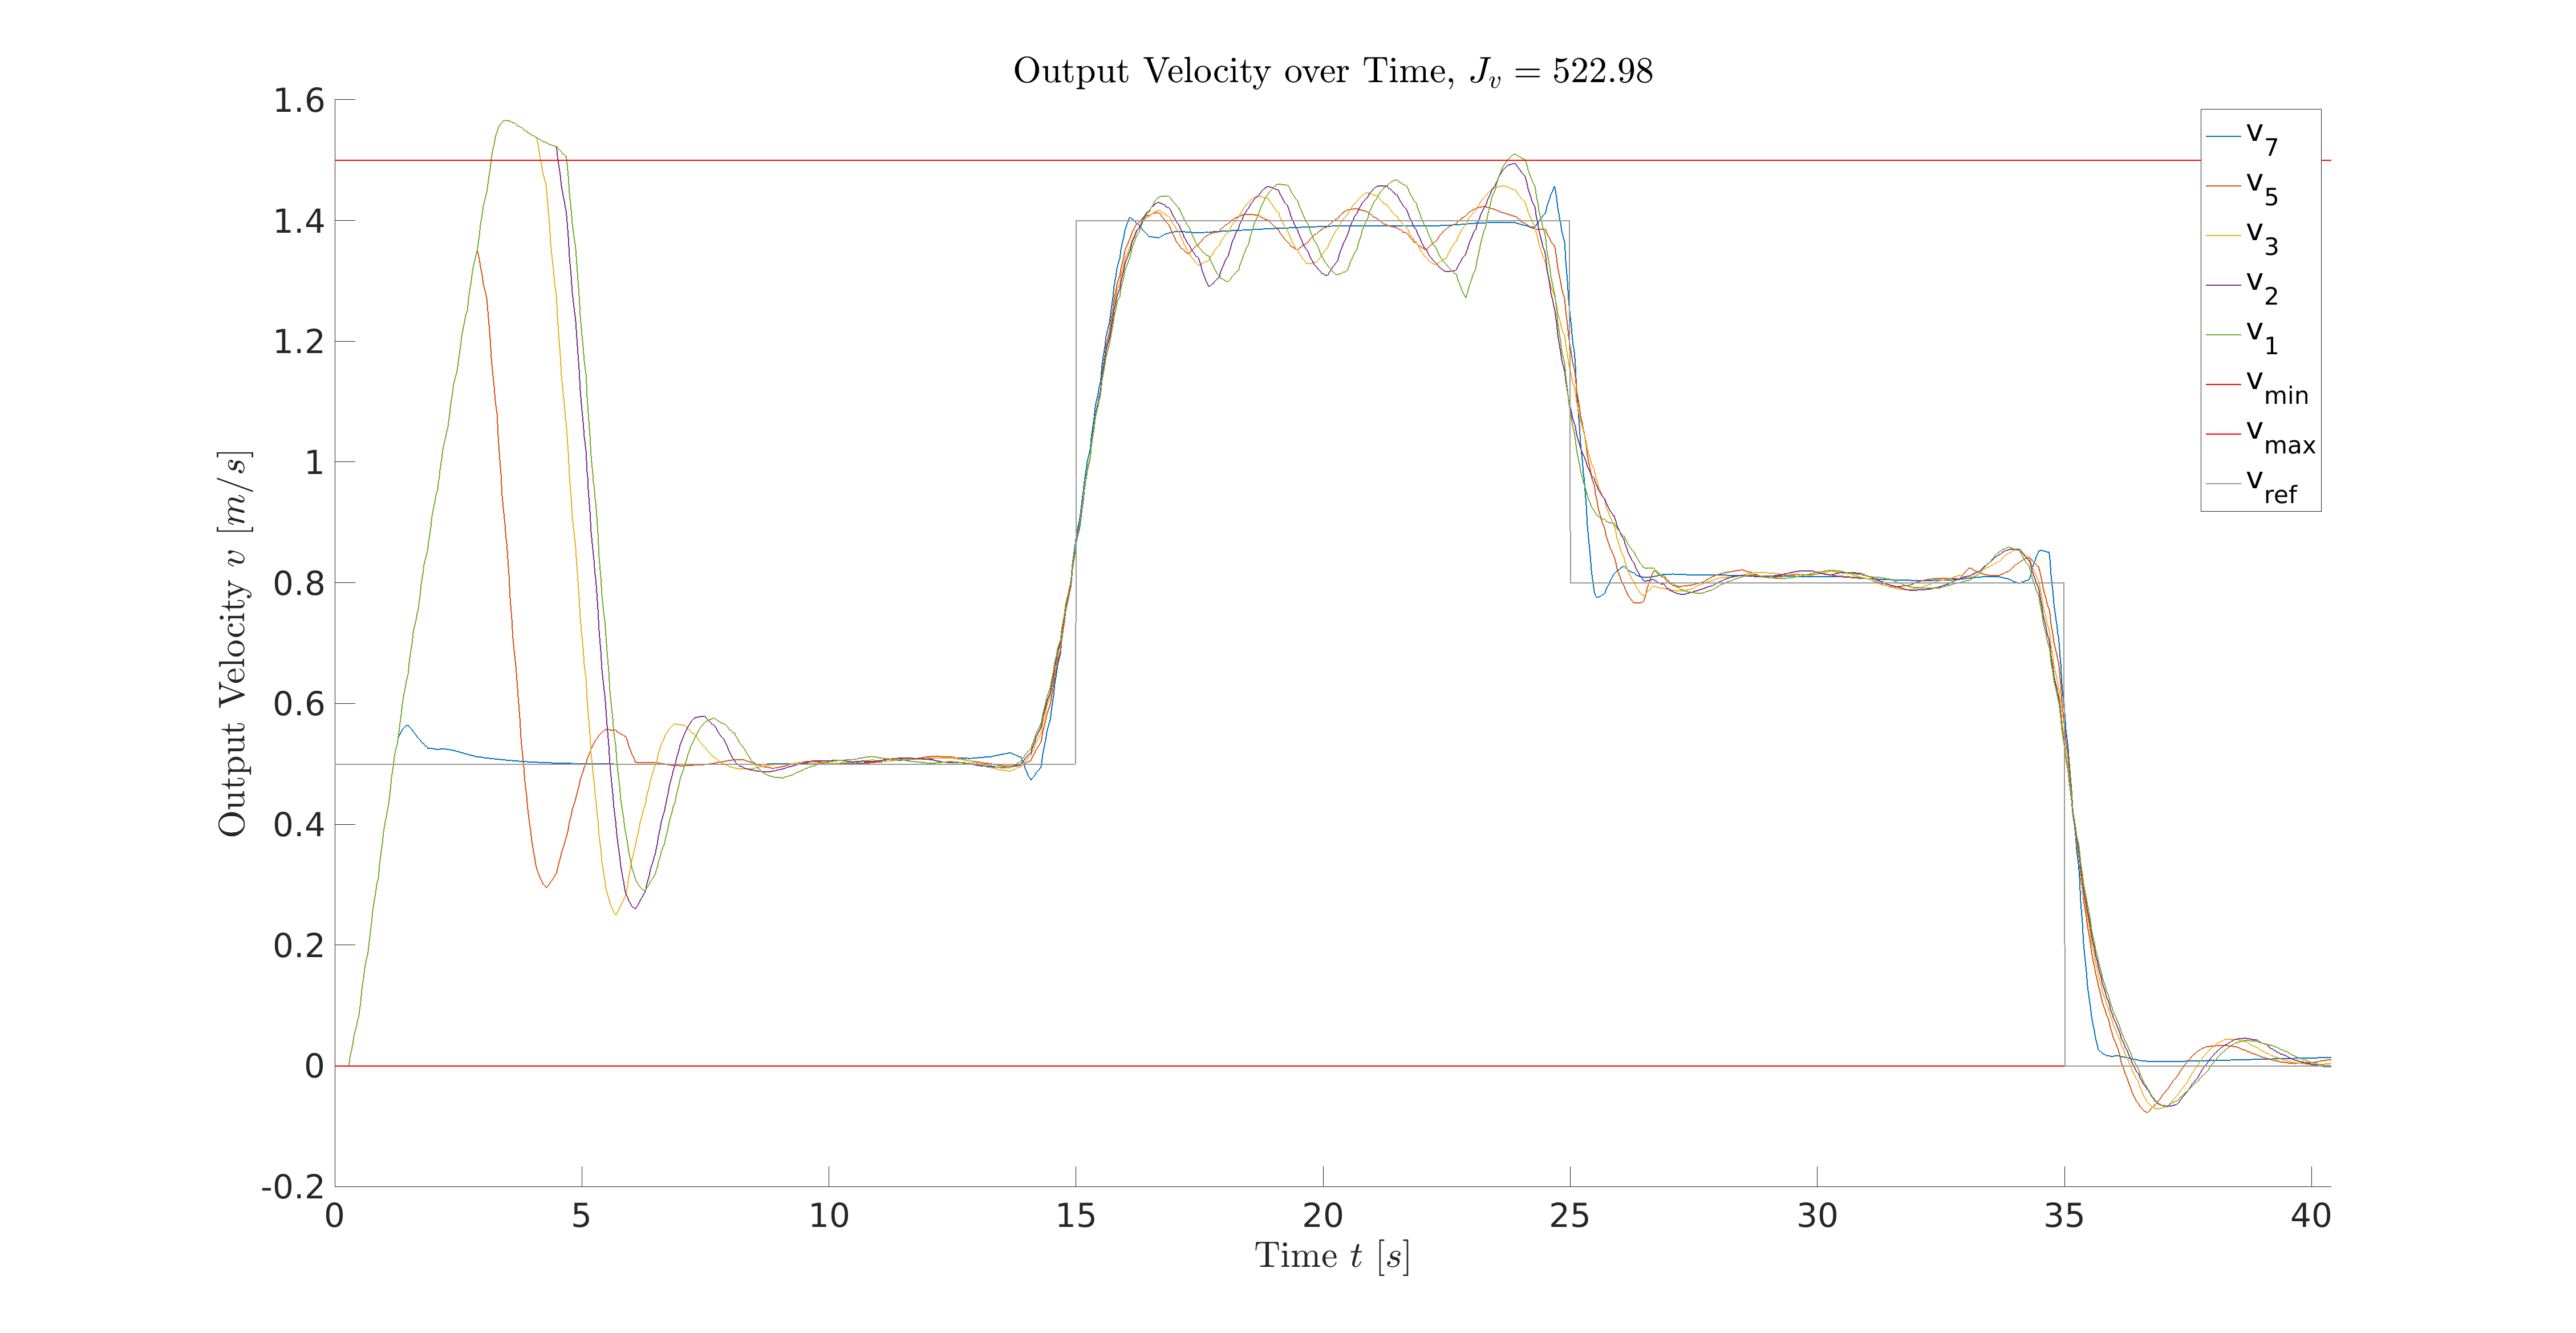 Output Velocity over Time, J_v = 522.98
1.6
1.4
1.2
1
0.8
0.6
0.4
0.2
0
-0.2
Output Velocity v [m/s]
0 5 10 15 20 25 30 35 40
Time t [s]
v_7
v_5
v_3
v_2
v_1
v_min
v_max
v_ref